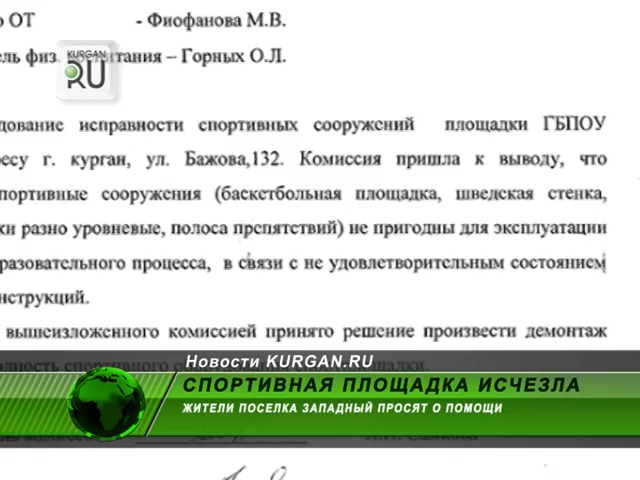 о ОТ - Фиофанова М.В.
ель физ. воспитания – Горных О.Л.
KURGAN
RU
дование исправности спортивных сооружений площадки ГБПОУ
ресу г. курган, ул. Бажова,132. Комиссия пришла к выводу, что
портивные сооружения (баскетбольная площадка, шведская стенка,
ки разно уровневые, полоса препятствий) не пригодны для эксплуатации
разовательного процесса, в связи с не удовлетворительным состоянием
нструкций.
вышеизложенного комиссией принято решение произвести демонтаж
Новости KURGAN.RU
СПОРТИВНАЯ ПЛОЩАДКА ИСЧЕЗЛА
ЖИТЕЛИ ПОСЕЛКА ЗАПАДНЫЙ ПРОСЯТ О ПОМОЩИ